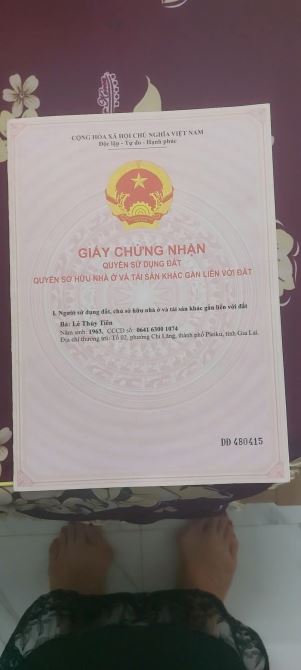 CỘNG HÒA XÃ HỘI CHỦ NGHĨA VIỆT NAM
Độc lập - Tự do - Hạnh phúc
GIẤY CHỨNG NHẬN
QUYỀN SỬ DỤNG ĐẤT
QUYỀN SỞ HỮU NHÀ Ở VÀ TÀI SẢN KHÁC GẮN LIỀN VỚI ĐẤT
I. Người sử dụng đất, chủ sở hữu nhà ở và tài sản khác gắn liền với đất
Bà: Lê Thủy Tiên
Năm sinh: 1963, CCCD số: 0641 6300 1074
Địa chỉ thường trú: Tổ 02, phường Chi Lăng, thành phố Pleiku, tỉnh Gia Lai.
DĐ 480415